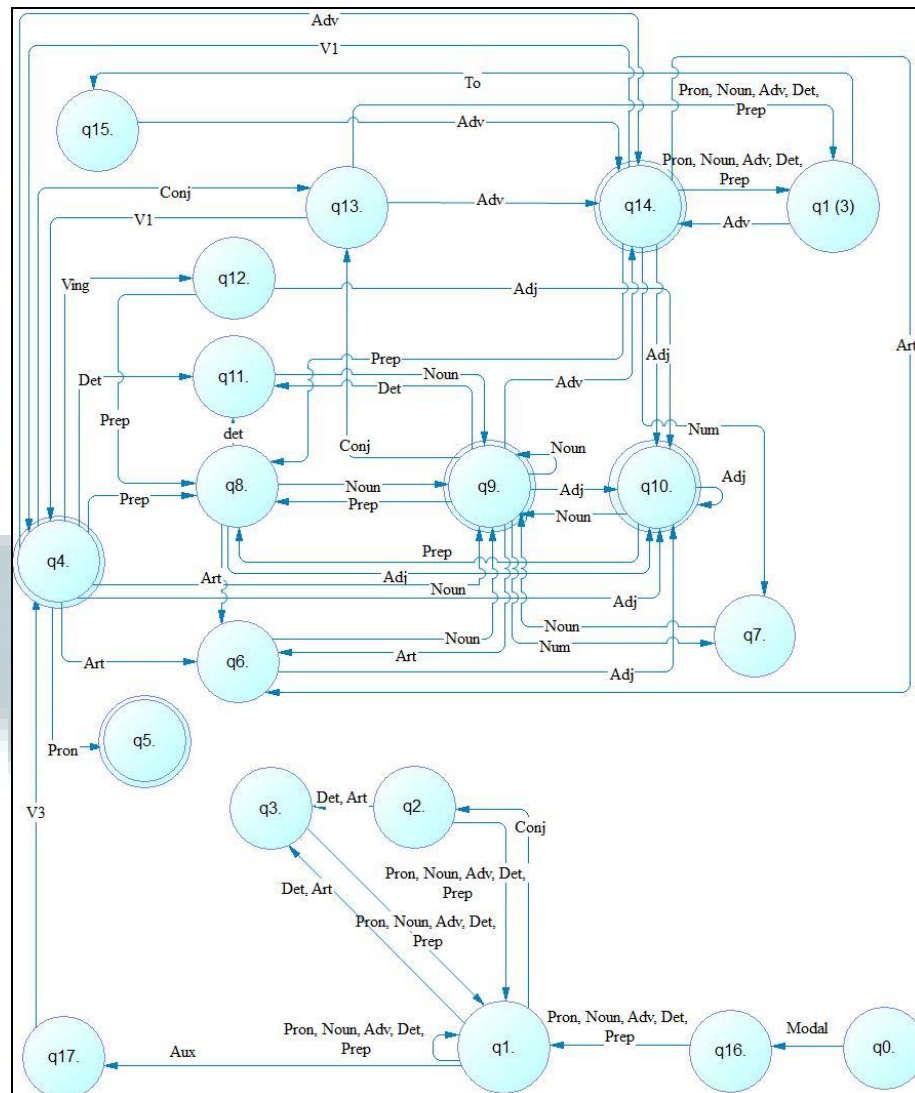 Adv
V1
To
Pron, Noun, Adv, Det,
Prep
q15.
Adv
Pron, Noun, Adv, Det,
Prep
Conj
q13.
Adv
q14.
q1 (3)
V1
Adv
q12.
Ving
Adj
Art
Prep
Adj
Det
q11.
Noun
Det
Adv
Prep
det
Conj
Num
Noun
q8.
Noun
q9.
Adj
q10.
Adj
Prep
Prep
Noun
q4.
Prep
Art
Adj
Noun
Adj
Noun
q7.
Noun
Art
Num
Art
q6.
Adj
Pron
q5.
V3
q3.
Det, Art
q2.
Conj
Det, Art
Pron, Noun, Adv, Det,
Prep
Pron, Noun, Adv, Det,
Prep
Pron, Noun, Adv, Det,
Prep
Pron, Noun, Adv, Det,
Prep
Modal
q17.
Aux
q1.
q16.
q0.